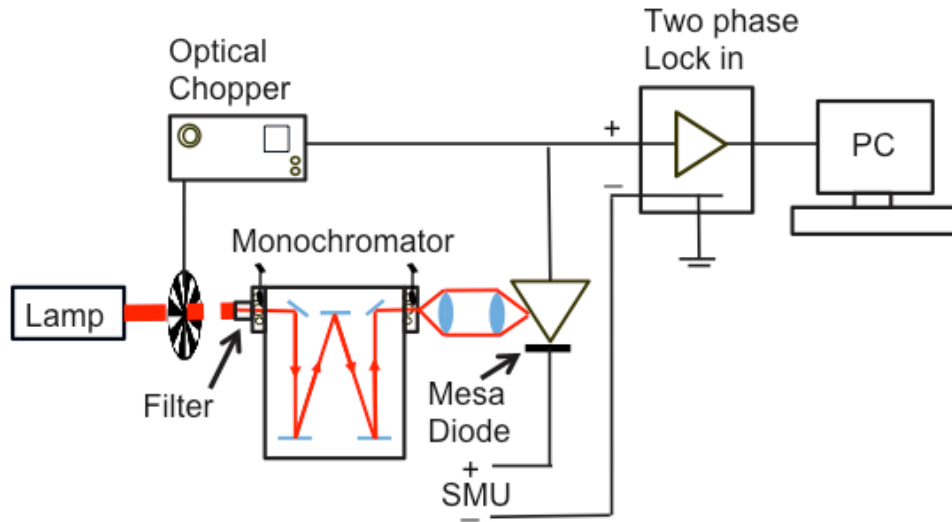 Two phase
Lock in
Optical
Chopper
+
PC
–
Monochromator
Lamp
Filter
Mesa
Diode
+
SMU
–